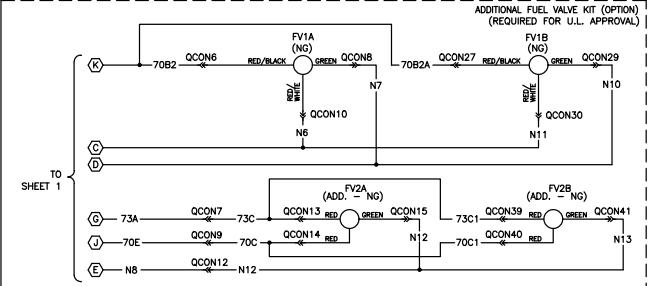 ADDITIONAL FUEL VALVE KIT (OPTION)
(REQUIRED FOR U.L. APPROVAL)
FV1A
(NG)
FV1B
(NG)
K
70B2
QCON6
RED/BLACK
GREEN
QCON8
70B2A
QCON27
RED/BLACK
GREEN
QCON29
N7
N10
RED/
WHITE
QCON10
RED/
WHITE
QCON30
N6
N11
C
D
TO
SHEET 1
FV2A
(ADD. - NG)
FV2B
(ADD. - NG)
G
73A
QCON7
73C
QCON13
RED
GREEN
QCON15
73C1
QCON39
RED
GREEN
QCON41
J
70E
QCON9
70C
QCON14
RED
N12
70C1
QCON40
RED
N13
E
N8
QCON12
N12